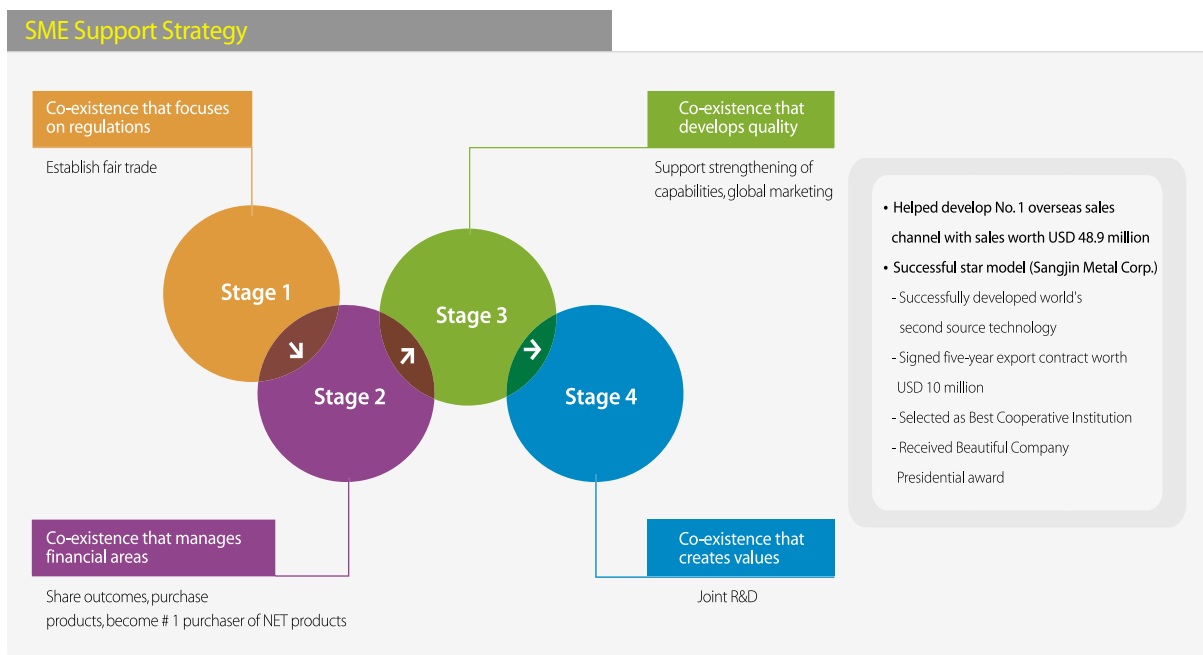 SME Support Strategy
Co-existence that focuses
on regulations
Establish fair trade
Co-existence that
develops quality
Support strengthening of
capabilities, global marketing
Stage 1
Stage 2
Stage 3
Stage 4
Co-existence that manages
financial areas
Share outcomes, purchase
products, become # 1 purchaser of NET products
Co-existence that
creates values
Joint R&D
• Helped develop No. 1 overseas sales
channel with sales worth USD 48.9 million
• Successful star model (Sangjin Metal Corp.)
- Successfully developed world's
second source technology
- Signed five-year export contract worth
USD 10 million
- Selected as Best Cooperative Institution
- Received Beautiful Company
Presidential award